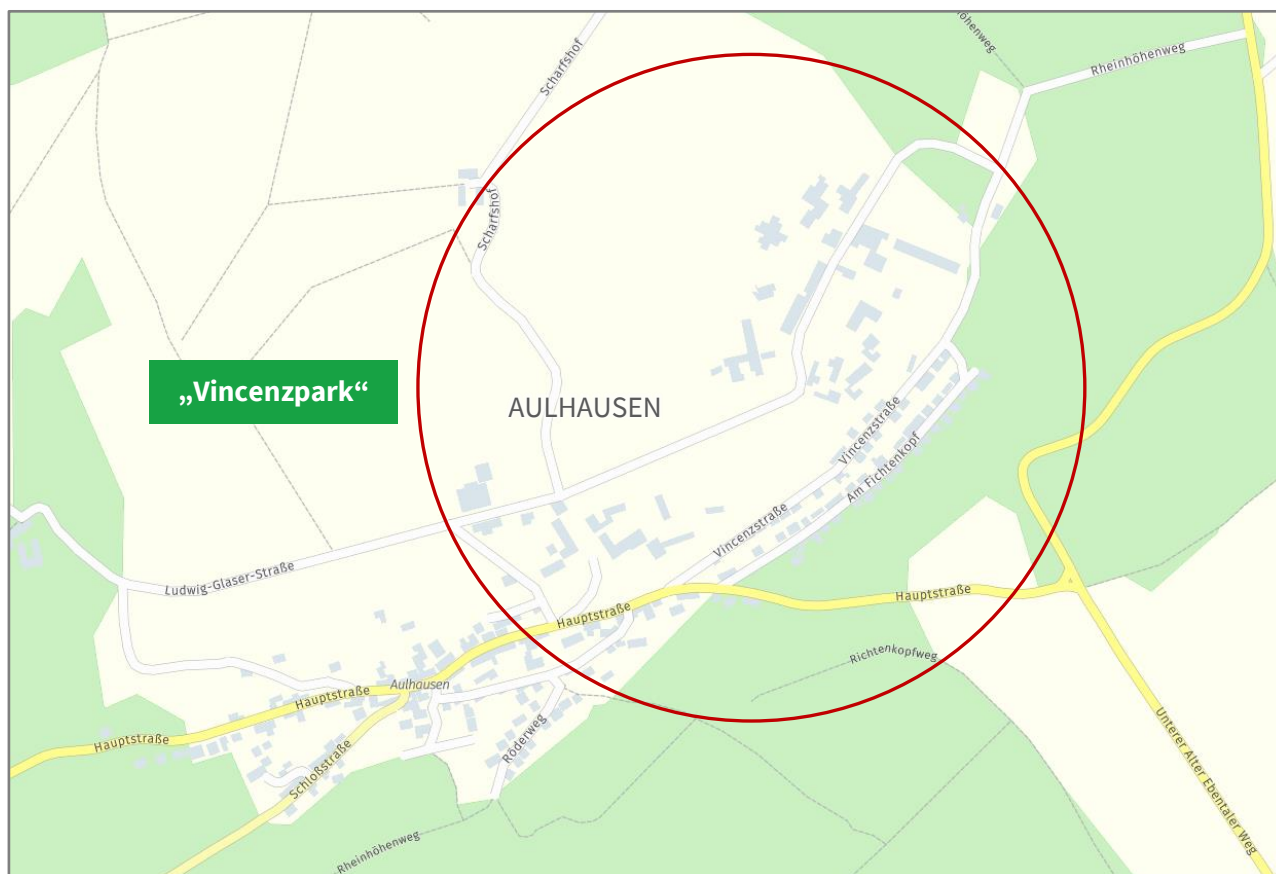 höhenweg
Rheinhöhenweg
Scharfshof
Scharfshof
„Vincenzpark“
AULHAUSEN
Vincenzstraße
Am Fichtenkopf
Vincenzstraße
Ludwig-Glaser-Straße
Hauptstraße
Hauptstraße
Richtenkopfweg
Aulhausen
Hauptstraße
Hauptstraße
Röderweg
Schloßstraße
Unterer Alter Ebentaler Weg
Rheinhöhenweg